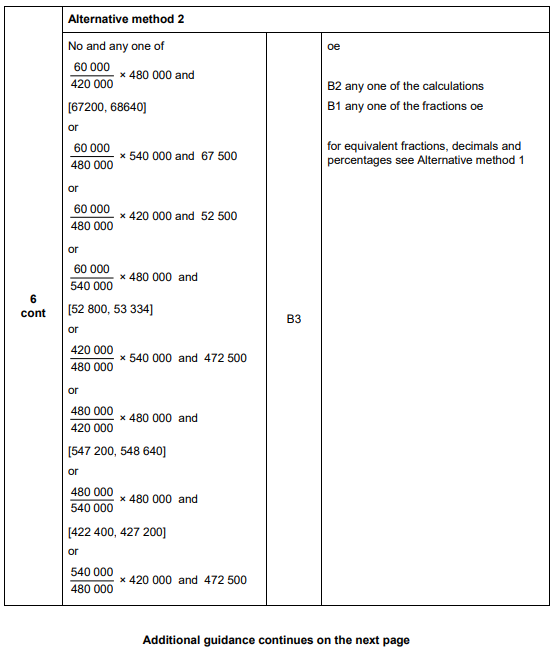 Alternative method 2
No and any one of
60 000
420 000 × 480 000 and
[67200, 68640]
or
60 000
480 000 × 540 000 and 67 500
or
60 000
480 000 × 420 000 and 52 500
or
60 000
540 000 × 480 000 and
[52 800, 53 334]
or
420 000
480 000 × 540 000 and 472 500
or
480 000
420 000 × 480 000 and
[547 200, 548 640]
or
480 000
540 000 × 480 000 and
[422 400, 427 200]
or
540 000
480 000 × 420 000 and 472 500
6
cont
B3
oe
B2 any one of the calculations
B1 any one of the fractions oe
for equivalent fractions, decimals and
percentages see Alternative method 1
Additional guidance continues on the next page